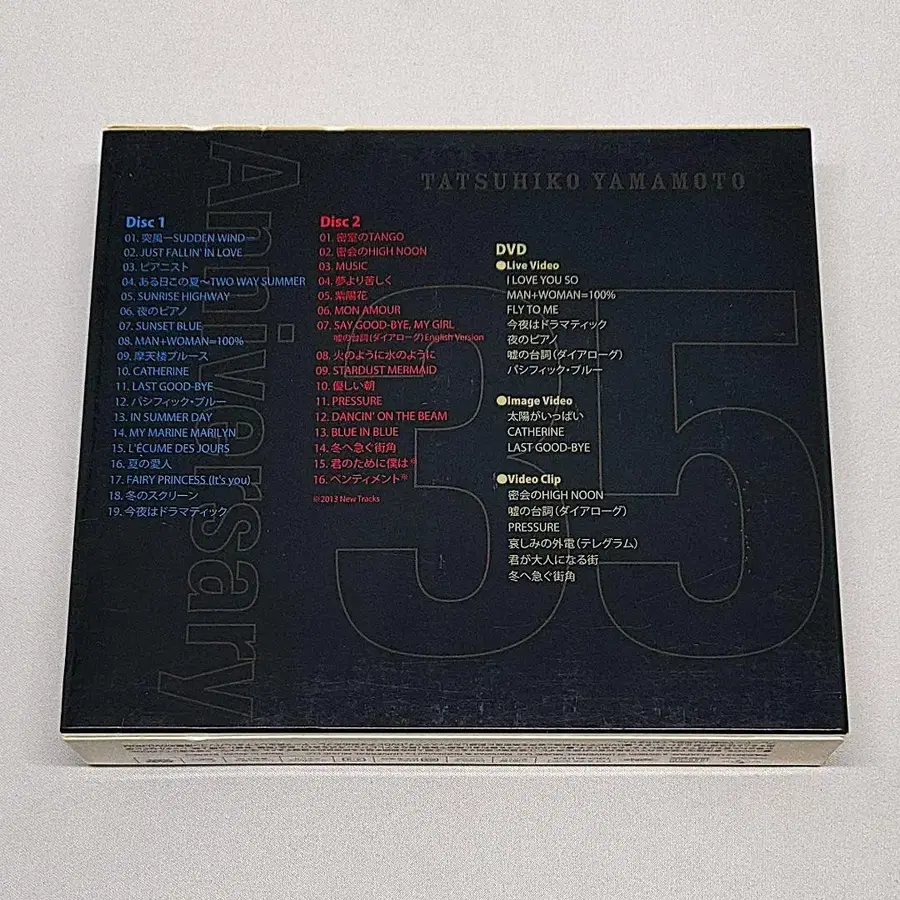 TATSUHIKO YAMAMOTO
35
Anniversary
Disc 1
01. 突風ーSUDDEN WINDー
02. JUST FALLIN' IN LOVE
03. ピアニスト
04. ある日この夏〜TWO WAY SUMMER
05. SUNRISE HIGHWAY
06. 夜のピアノ
07. SUNSET BLUE
08. MAN+WOMAN=100%
09. 摩天楼ブルース
10. CATHERINE
11. LAST GOOD-BYE
12. パシフィック・ブルー
13. IN SUMMER DAY
14. MY MARINE MARILYN
15. L'ÉCUME DES JOURS
16. 夏の愛人
17. FAIRY PRINCESS (It's you)
18. 冬のスクリーン
19. 今夜はドラマティック
Disc 2
01. 密室のTANGO
02. 密会のHIGH NOON
03. MUSIC
04. 夢より苦しく
05. 紫陽花
06. MON AMOUR
07. SAY GOOD-BYE, MY GIRL
嘘の台詞(ダイアローグ) English Version
08. 火のように水のように
09. STARDUST MERMAID
10. 優しい朝
11. PRESSURE
12. DANCIN' ON THE BEAM
13. BLUE IN BLUE
14. 冬へ急ぐ街角
15. 君のために僕は※
16. ペンティメント※
※2013 New Tracks
DVD
●Live Video
I LOVE YOU SO
MAN+WOMAN=100%
FLY TO ME
今夜はドラマティック
夜のピアノ
嘘の台詞(ダイアローグ)
パシフィック・ブルー
●Image Video
太陽がいっぱい
CATHERINE
LAST GOOD-BYE
●Video Clip
密会のHIGH NOON
嘘の台詞(ダイアローグ)
PRESSURE
哀しみの外電(テレグラム)
君が大人になる街
冬へ急ぐ街角